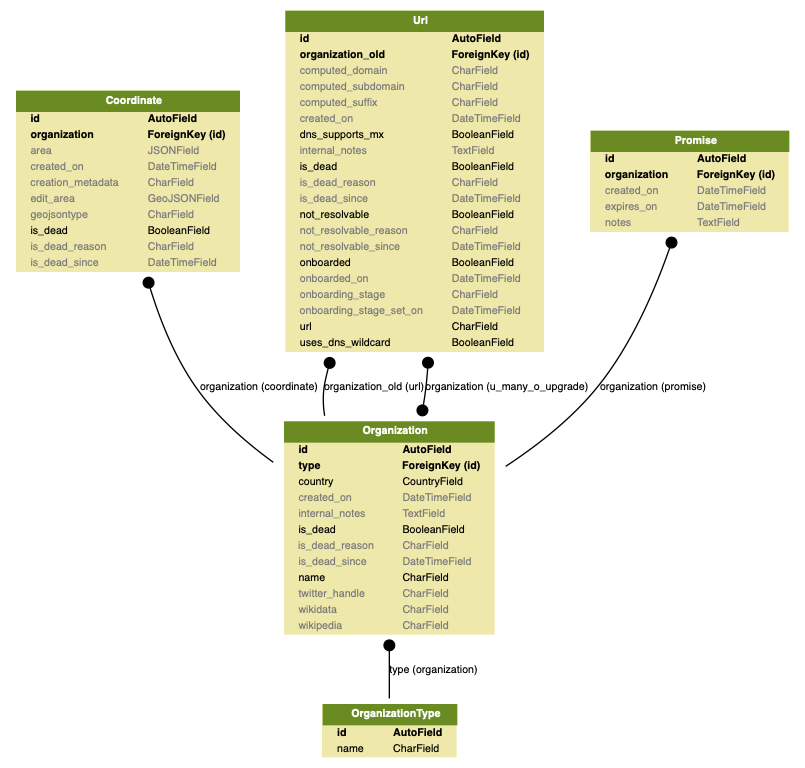 Url
id AutoField
organization_old ForeignKey (id)
computed_domain CharField
computed_subdomain CharField
computed_suffix CharField
created_on DateTimeField
dns_supports_mx BooleanField
internal_notes TextField
is_dead BooleanField
is_dead_reason CharField
is_dead_since DateTimeField
not_resolvable BooleanField
not_resolvable_reason CharField
not_resolvable_since DateTimeField
onboarded BooleanField
onboarded_on DateTimeField
onboarding_stage CharField
onboarding_stage_set_on DateTimeField
url CharField
uses_dns_wildcard BooleanField
Coordinate
id AutoField
organization ForeignKey (id)
area JSONField
created_on DateTimeField
creation_metadata CharField
edit_area GeoJSONField
geojsontype CharField
is_dead BooleanField
is_dead_reason CharField
is_dead_since DateTimeField
Promise
id AutoField
organization ForeignKey (id)
created_on DateTimeField
expires_on DateTimeField
notes TextField
organization (coordinate)
organization_old (url)
organization (u_many_o_upgrade)
organization (promise)
Organization
id AutoField
type ForeignKey (id)
country CountryField
created_on DateTimeField
internal_notes TextField
is_dead BooleanField
is_dead_reason CharField
is_dead_since DateTimeField
name CharField
twitter_handle CharField
wikidata CharField
wikipedia CharField
type (organization)
OrganizationType
id AutoField
name CharField